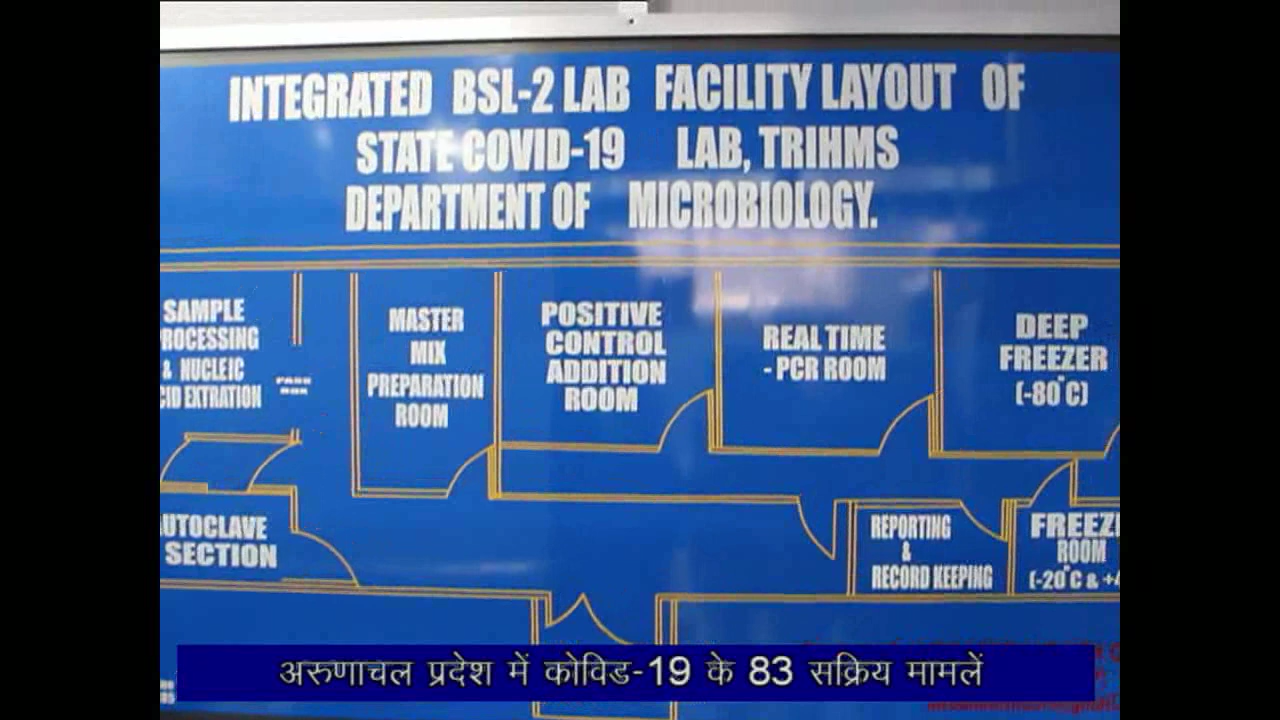 INTEGRATED BSL-2 LAB FACILITY LAYOUT OF
STATE COVID-19 LAB, TRIHMS
DEPARTMENT OF MICROBIOLOGY.
SAMPLE
ROCESSING
& NUCLEIC
CID EXTRATION
MASTER
MIX
PREPARATION
ROOM
POSITIVE
CONTROL
ADDITION
ROOM
REAL TIME
- PCR ROOM
DEEP
FREEZER
(-80°C)
UTOCLAVE
SECTION
REPORTING
&
RECORD KEEPING
FREEZE
ROOM
(-20°C & +4
अरुणाचल प्रदेश में कोविड-19 के 83 सक्रिय मामलें